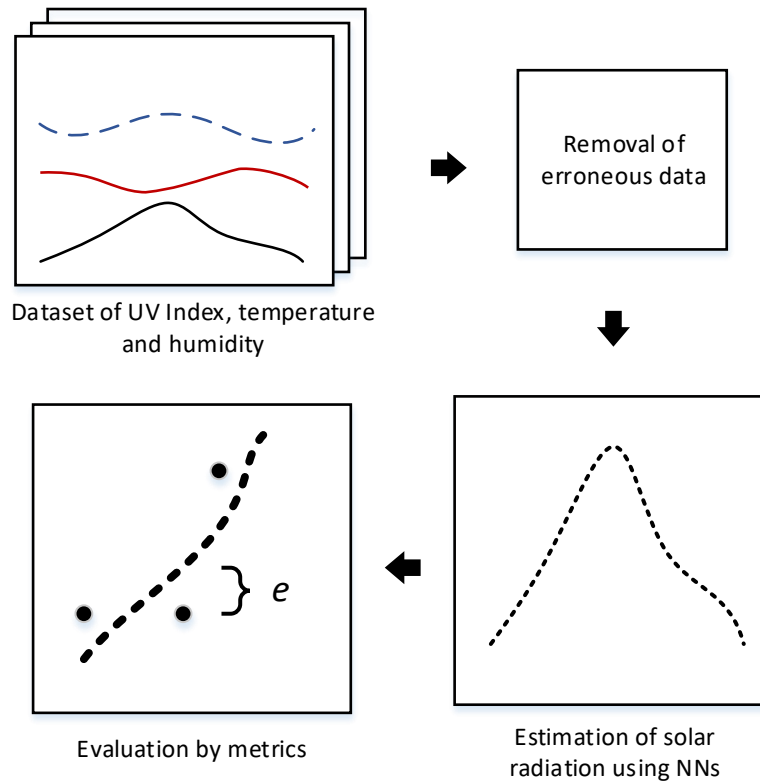 Removal of
erroneous data
Dataset of UV Index, temperature
and humidity
e
Evaluation by metrics
Estimation of solar
radiation using NNs